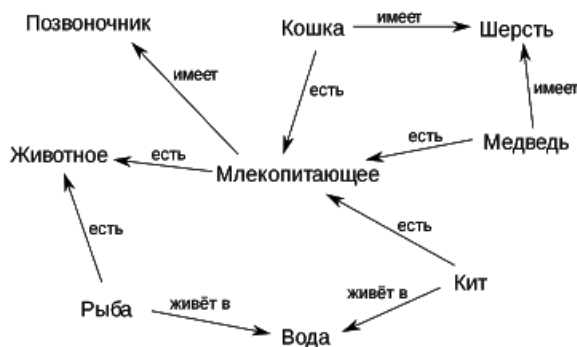 Позвоночник
Кошка
имеет
Шерсть
имеет
есть
имеет
Животное
есть
Млекопитающее
есть
Медведь
есть
есть
Рыба
живёт в
Вода
живёт в
Кит